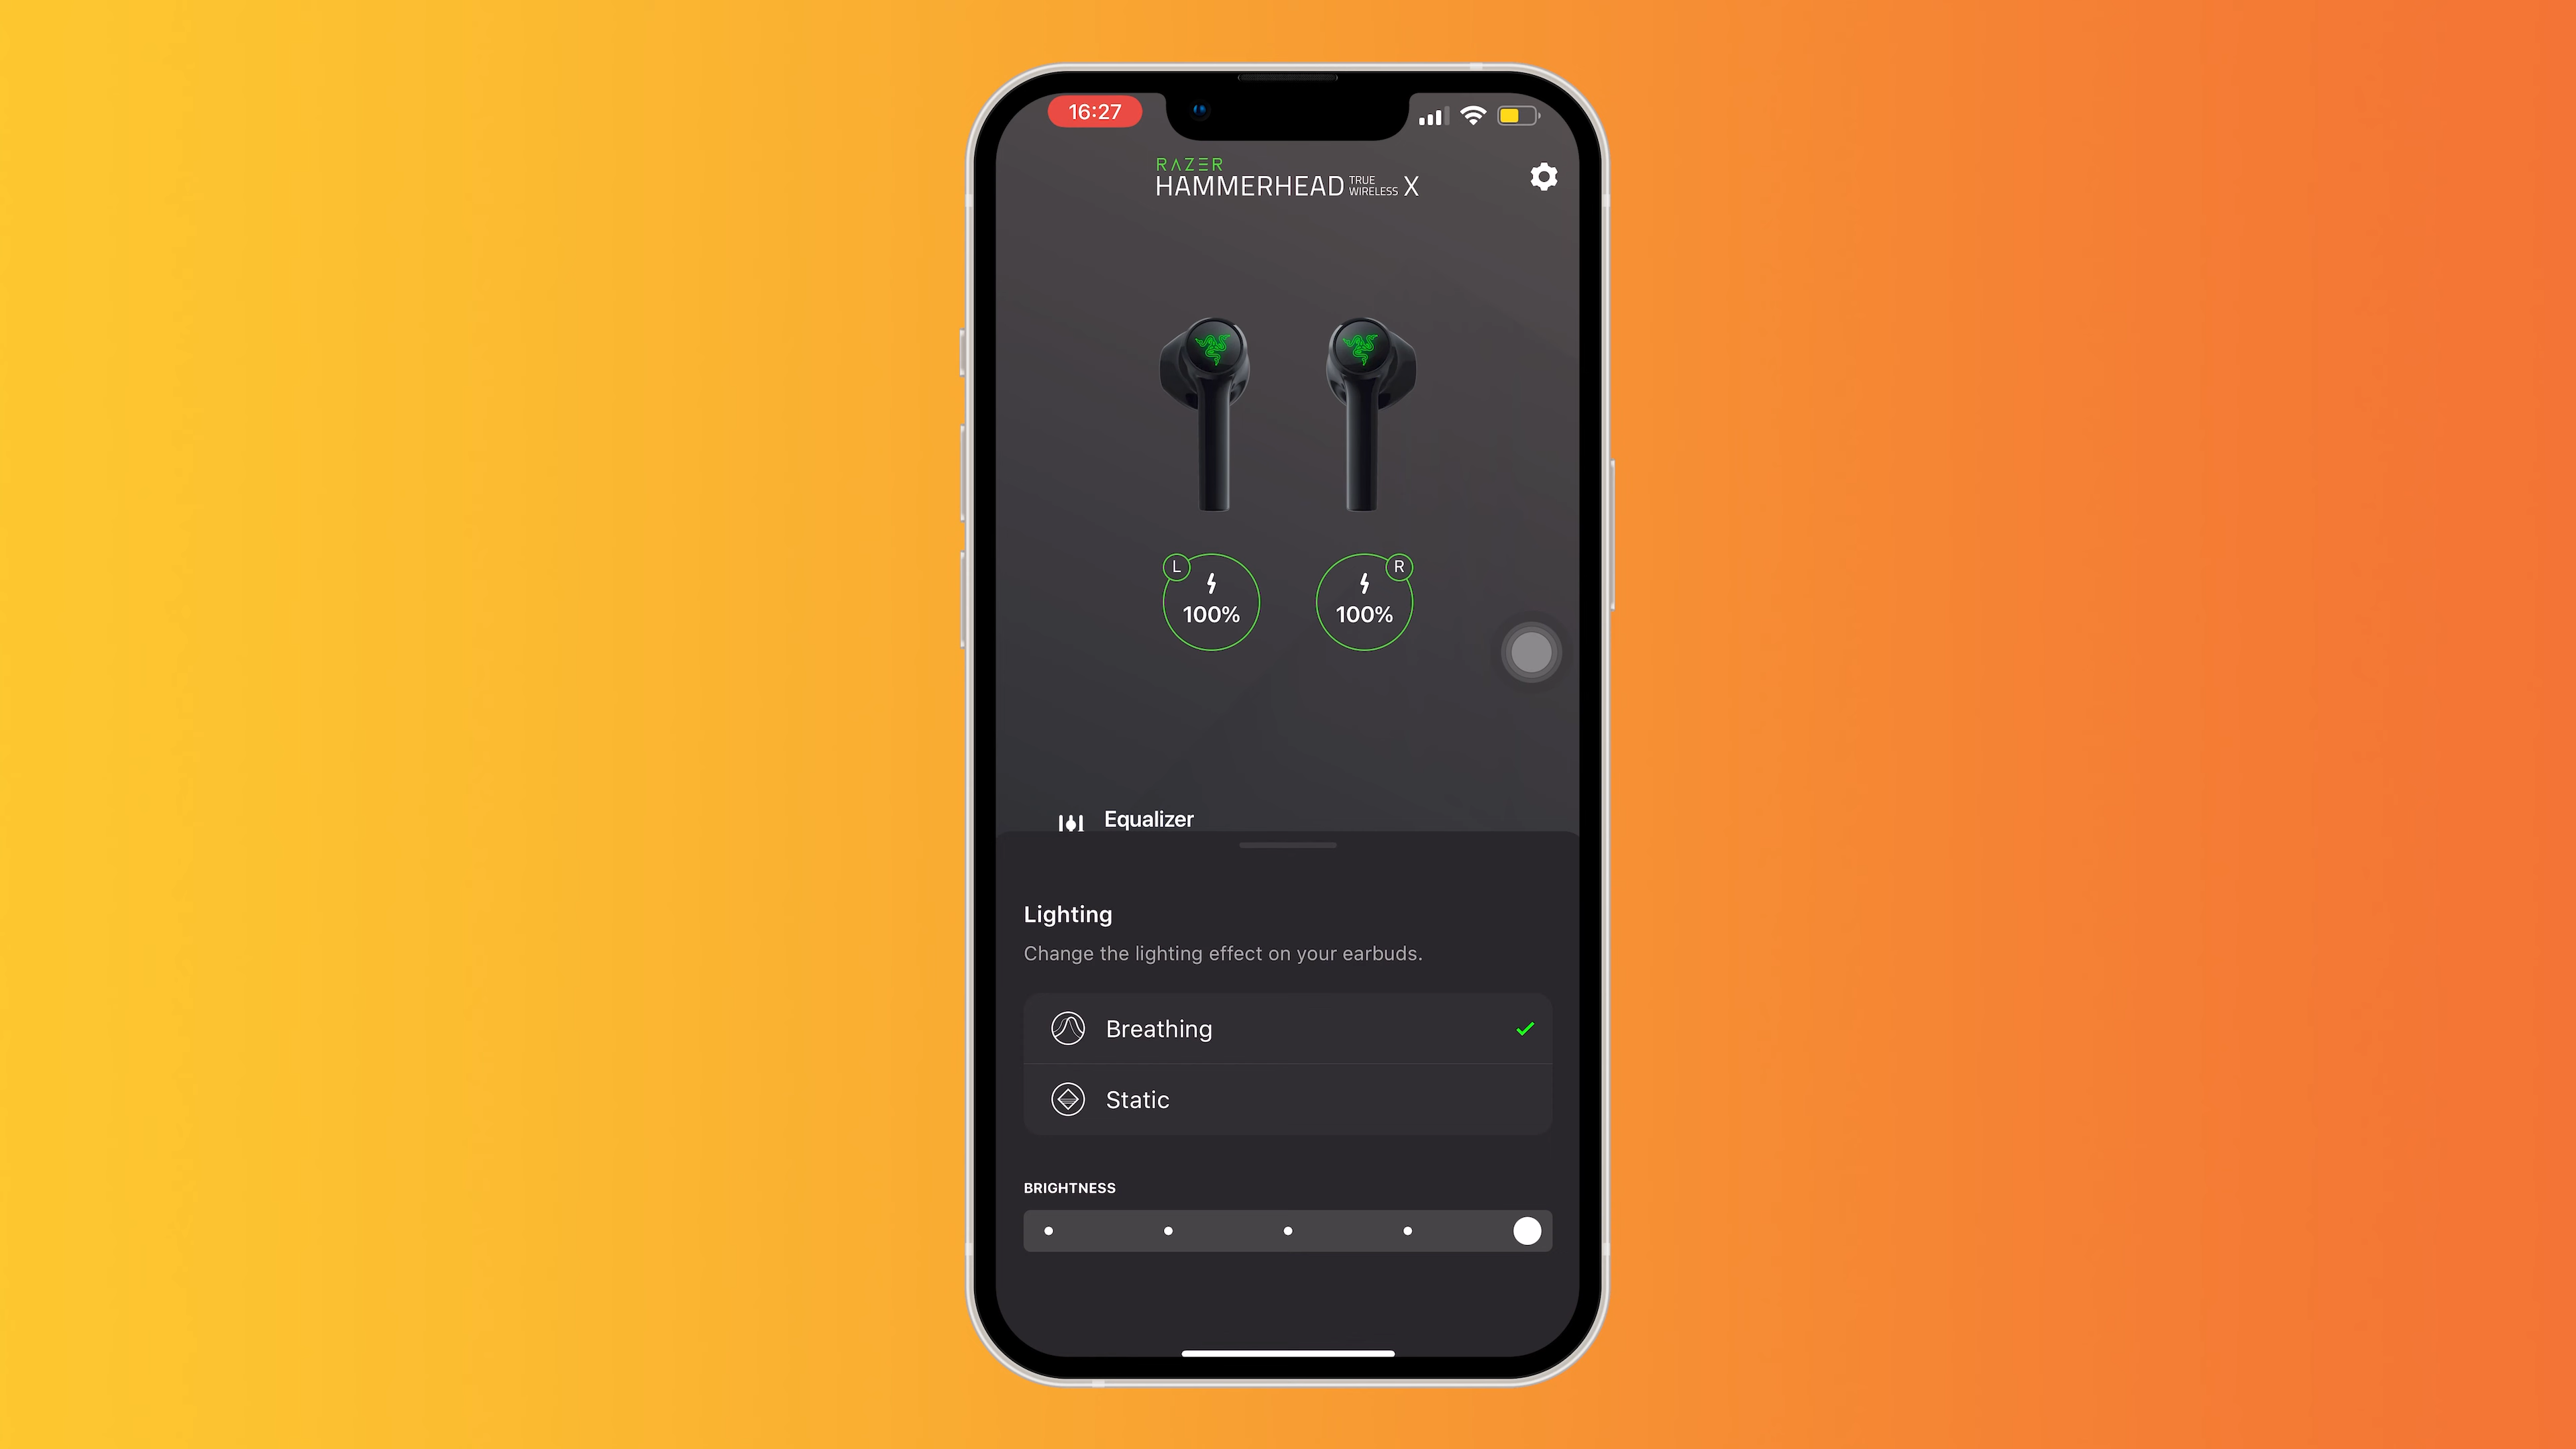 16:27
RAZER
HAMMERHEAD TRUE WIRELESS X
L
R
100%
100%
Equalizer
Lighting
Change the lighting effect on your earbuds.
Breathing
Static
BRIGHTNESS